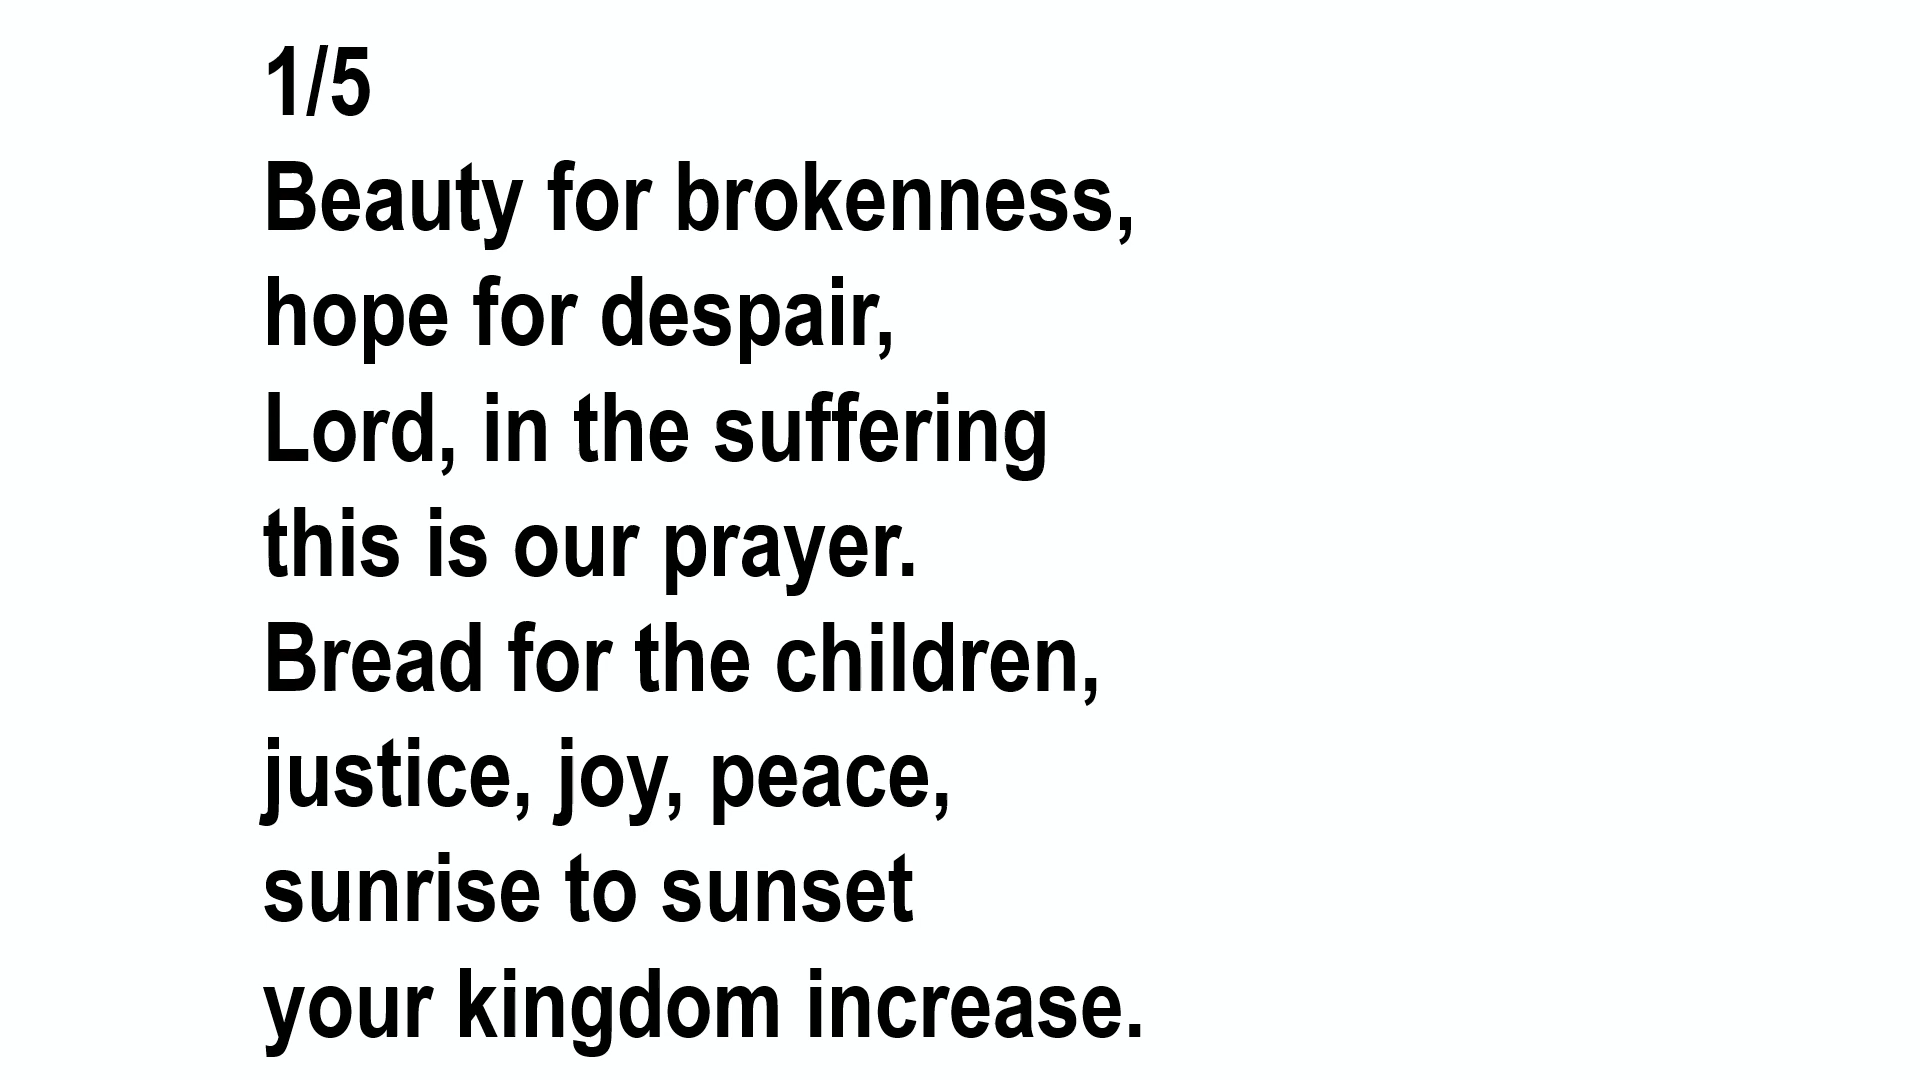 1/5
Beauty for brokenness,
hope for despair,
Lord, in the suffering
this is our prayer.
Bread for the children,
justice, joy, peace,
sunrise to sunset
your kingdom increase.